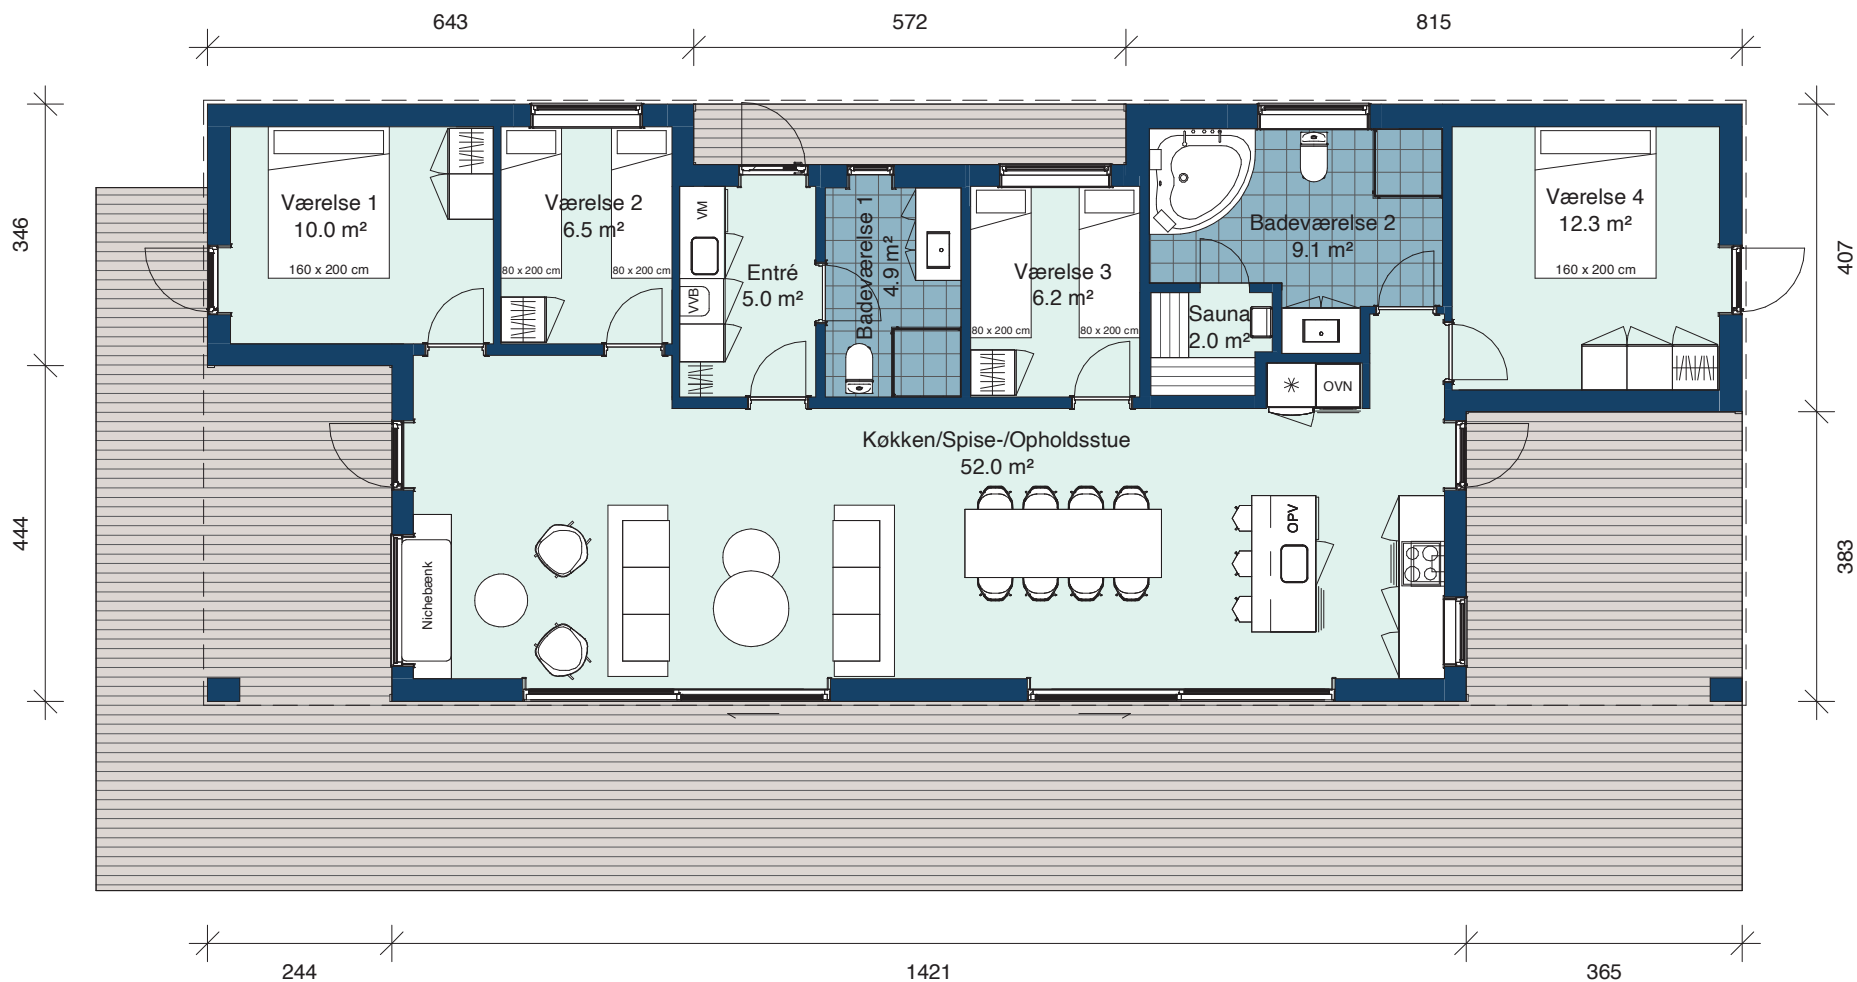 643
572
815
346
444
407
383
Værelse 1
10.0 m²
160 x 200 cm
Værelse 2
6.5 m²
80 x 200 cm
80 x 200 cm
VM
VVB
Entré
5.0 m²
Badeværelse 1
4.9 m²
Værelse 3
6.2 m²
80 x 200 cm
80 x 200 cm
Badeværelse 2
9.1 m²
Sauna
2.0 m²
OVN
Værelse 4
12.3 m²
160 x 200 cm
Køkken/Spise-/Opholdsstue
52.0 m²
Nichebænk
OPV
244
1421
365